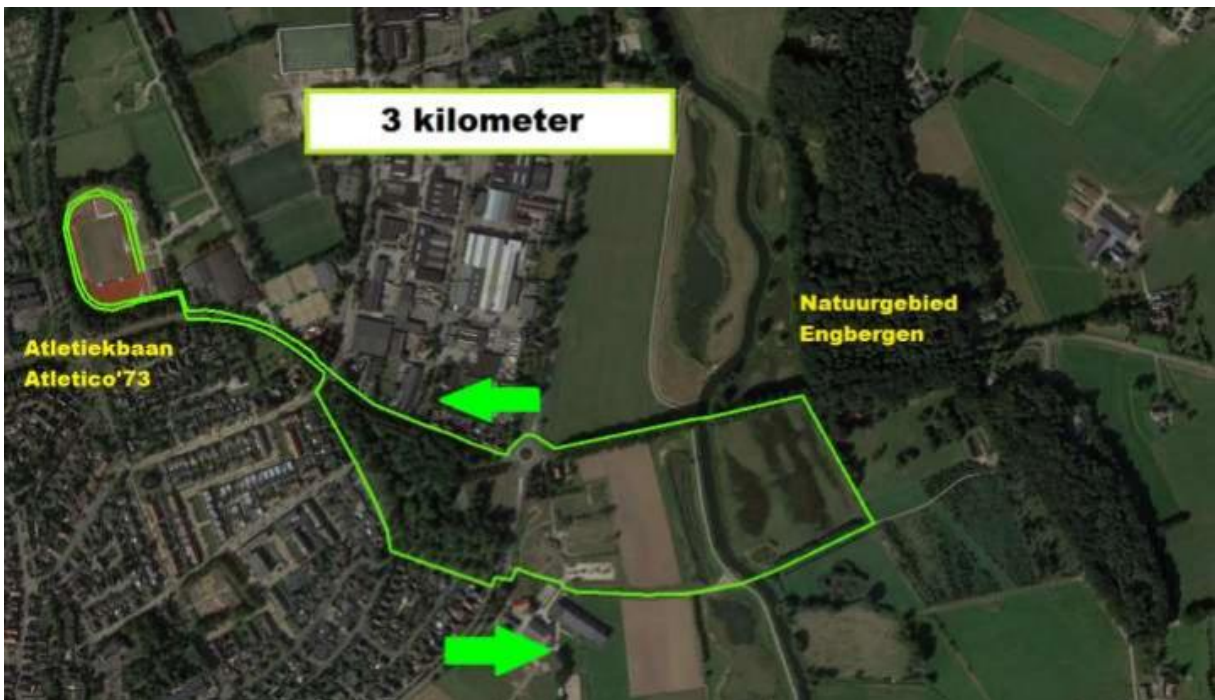 3 kilometer
Natuurgebied
Engbergen
Atletiekbaan
Atletico'73